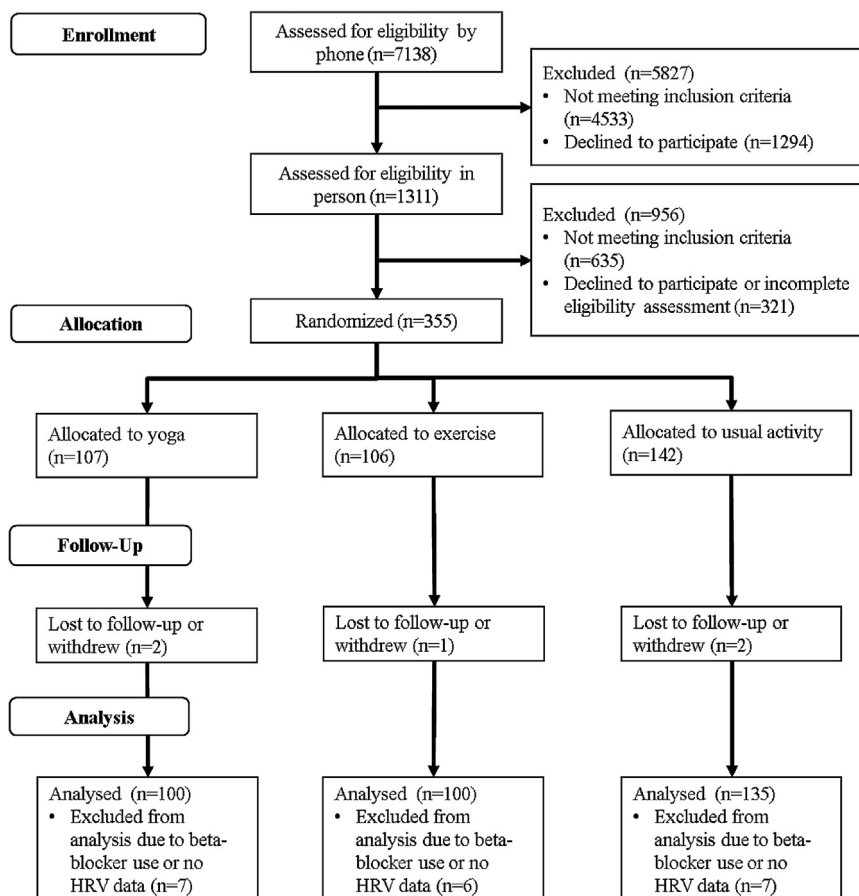 Enrollment
Assessed for eligibility by
phone (n=7138)
Excluded (n=5827)
• Not meeting inclusion criteria
(n=4533)
• Declined to participate (n=1294)
Assessed for eligibility in
person (n=1311)
Excluded (n=956)
• Not meeting inclusion criteria
(n=635)
• Declined to participate or incomplete
eligibility assessment (n=321)
Allocation
Randomized (n=355)
Allocated to yoga
(n=107)
Allocated to exercise
(n=106)
Allocated to usual activity
(n=142)
Follow-Up
Lost to follow-up or
withdrew (n=2)
Lost to follow-up or
withdrew (n=1)
Lost to follow-up or
withdrew (n=2)
Analysis
Analysed (n=100)
• Excluded from
analysis due to beta-
blocker use or no
HRV data (n=7)
Analysed (n=100)
• Excluded from
analysis due to beta-
blocker use or no
HRV data (n=6)
Analysed (n=135)
• Excluded from
analysis due to beta-
blocker use or no
HRV data (n=7)